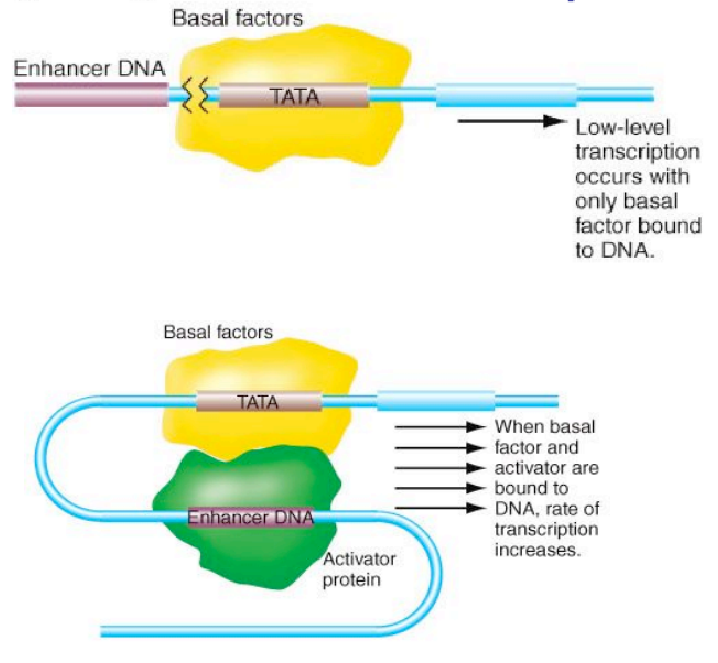 Basal factors
Enhancer DNA
TATA
Low-level
transcription
occurs with
only basal
factor bound
to DNA.
Basal factors
TATA
When basal
factor and
activator are
bound to
DNA, rate of
transcription
increases.
Enhancer DNA
Activator
protein